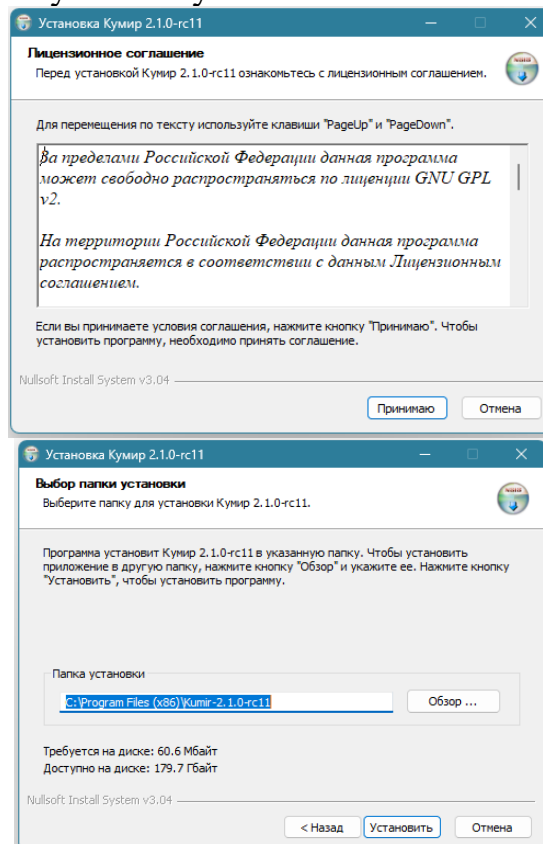 Установка Кумир 2.1.0-rc11
Лицензионное соглашение
Перед установкой Кумир 2.1.0-rc11 ознакомьтесь с лицензионным соглашением.
Для перемещения по тексту используйте клавиши "PageUp" и "PageDown".
За пределами Российской Федерации данная программа
может свободно распространяться по лиценции GNU GPL
v2.
На территории Российской Федерации данная программа
распространяется в соответствии с данным Лицензионным
соглашением.
Если вы принимаете условия соглашения, нажмите кнопку "Принимаю". Чтобы
установить программу, необходимо принять соглашение.
Nullsoft Install System v3.04
Принимаю
Отмена
Установка Кумир 2.1.0-rc11
Выбор папки установки
Выберите папку для установки Кумир 2.1.0-rc11.
Программа установит Кумир 2.1.0-rc11 в указанную папку. Чтобы установить
приложение в другую папку, нажмите кнопку "Обзор" и укажите ее. Нажмите кнопку
"Установить", чтобы установить программу.
Папка установки
C:\Program Files (x86)\Kumir-2.1.0-rc11
Обзор ...
Требуется на диске: 60.6 Мбайт
Доступно на диске: 179.7 Гбайт
Nullsoft Install System v3.04
< Назад
Установить
Отмена